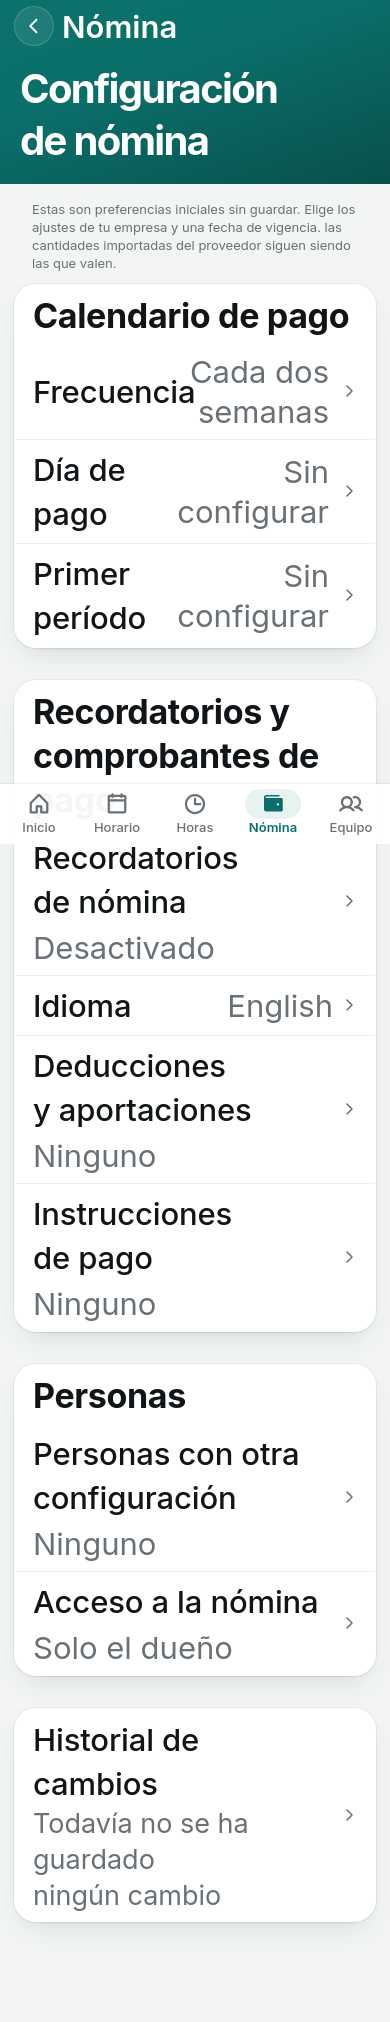 Nómina
Configuración
de nómina
Estas son preferencias iniciales sin guardar. Elige los
ajustes de tu empresa y una fecha de vigencia. las
cantidades importadas del proveedor siguen siendo
las que valen.
Calendario de pago
Frecuencia
Cada dos
semanas
Día de
pago
Sin
configurar
Primer
período
Sin
configurar
Recordatorios y
comprobantes de
pago
Inicio
Horario
Horas
Nómina
Equipo
Recordatorios
de nómina
Desactivado
Idioma
English
Deducciones
y aportaciones
Ninguno
Instrucciones
de pago
Ninguno
Personas
Personas con otra
configuración
Ninguno
Acceso a la nómina
Solo el dueño
Historial de
cambios
Todavía no se ha
guardado
ningún cambio